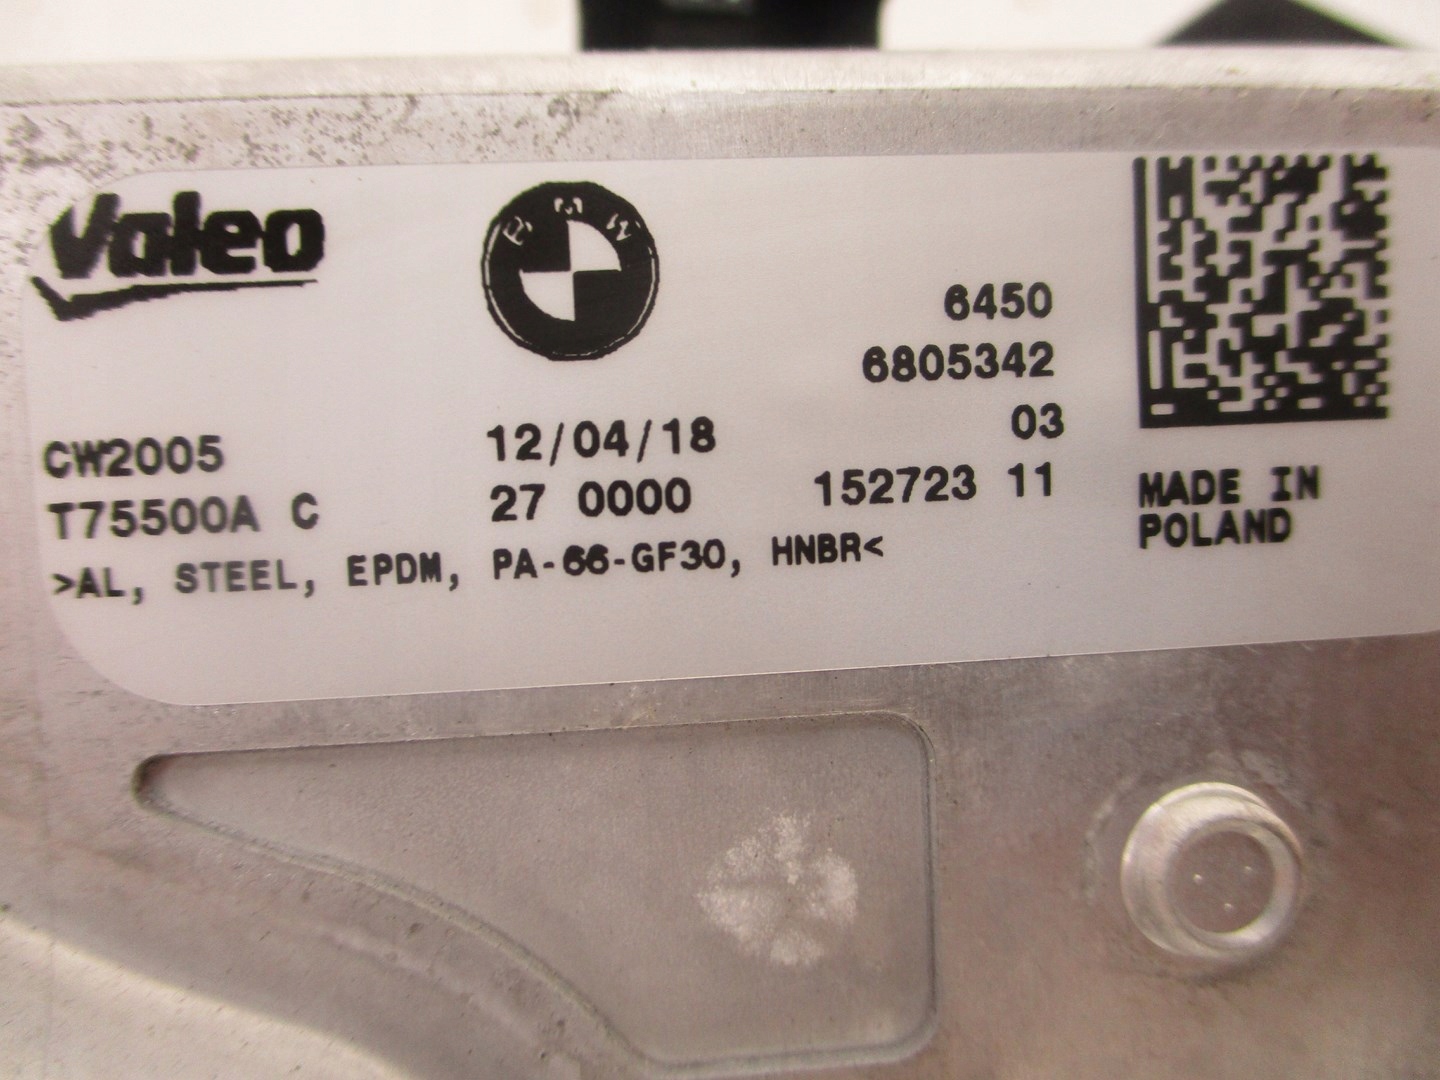 Valeo
BMW
6450
6805342
03
CW2005
12/04/18
T75500A C
27 0000
152723 11
MADE IN
POLAND
>AL, STEEL, EPDM, PA-66-GF30, HNBR<